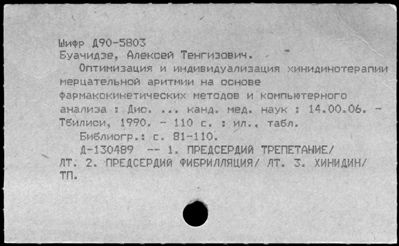 Шифр Д90-5803
Буачидзе, Алексей Тенгизович.
Оптимизация и индивидуализация хинидинотерапии
мерцательной аритмии на основе
фармакокинетических методов и компьютерного
анализа : Дис. ... канд. мед. наук : 14.00.06. -
Тбилиси, 1990. - 110 с. : ил., табл.
Библиогр.: с. 81-110.
Д-130489 -- 1. ПРЕДСЕРДИЙ ТРЕПЕТАНИЕ/
ЛТ. 2. ПРЕДСЕРДИЙ ФИБРИЛЛЯЦИЯ/ ЛТ. 3. ХИНИДИН/
ТП.